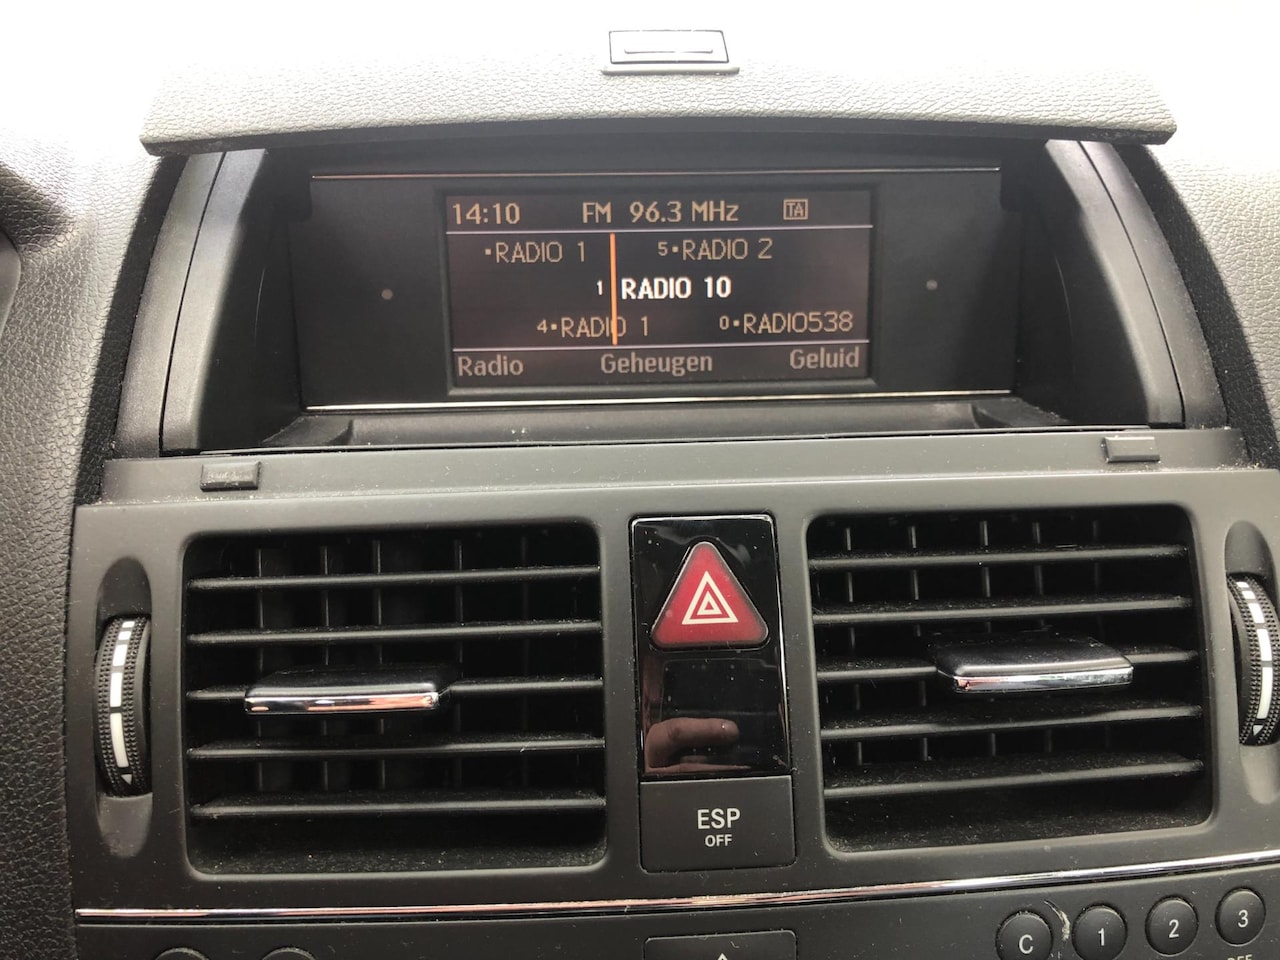 14:10 FM 96.3 MHz TA
•RADIO 1 5•RADIO 2
1 RADIO 10
4•RADIO 1 0•RADIO538
Radio Geheugen Geluid
ESP
OFF
C 1 2 3